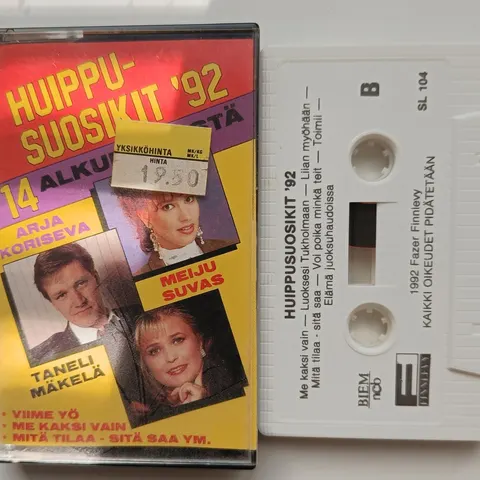 HUIPPU-
SUOSIKIT '92
14 ALKU STÄ
YKSIKKÖHINTA
HINTA
19.50
ARJA
KORISEVA
MEIJU
SUVAS
TANELI
MÄKELÄ
• VIIME YÖ
• ME KAKSI VAIN
• MITÄ TILAA - SITÄ SAA YM.
HUIPPUSUOSIKIT '92
Me kaksi vain — Luoksesi Tukholmaan — Liian myöhään —
Mitä tilaa - sitä saa — Voi poika minkä teit — Toimii —
Elämä juoksuhaudoissa
B
SL 104
1992 Fazer Finnlevy
KAIKKI OIKEUDET PIDÄTETÄÄN
BIEM
ncb
FINNLEVY